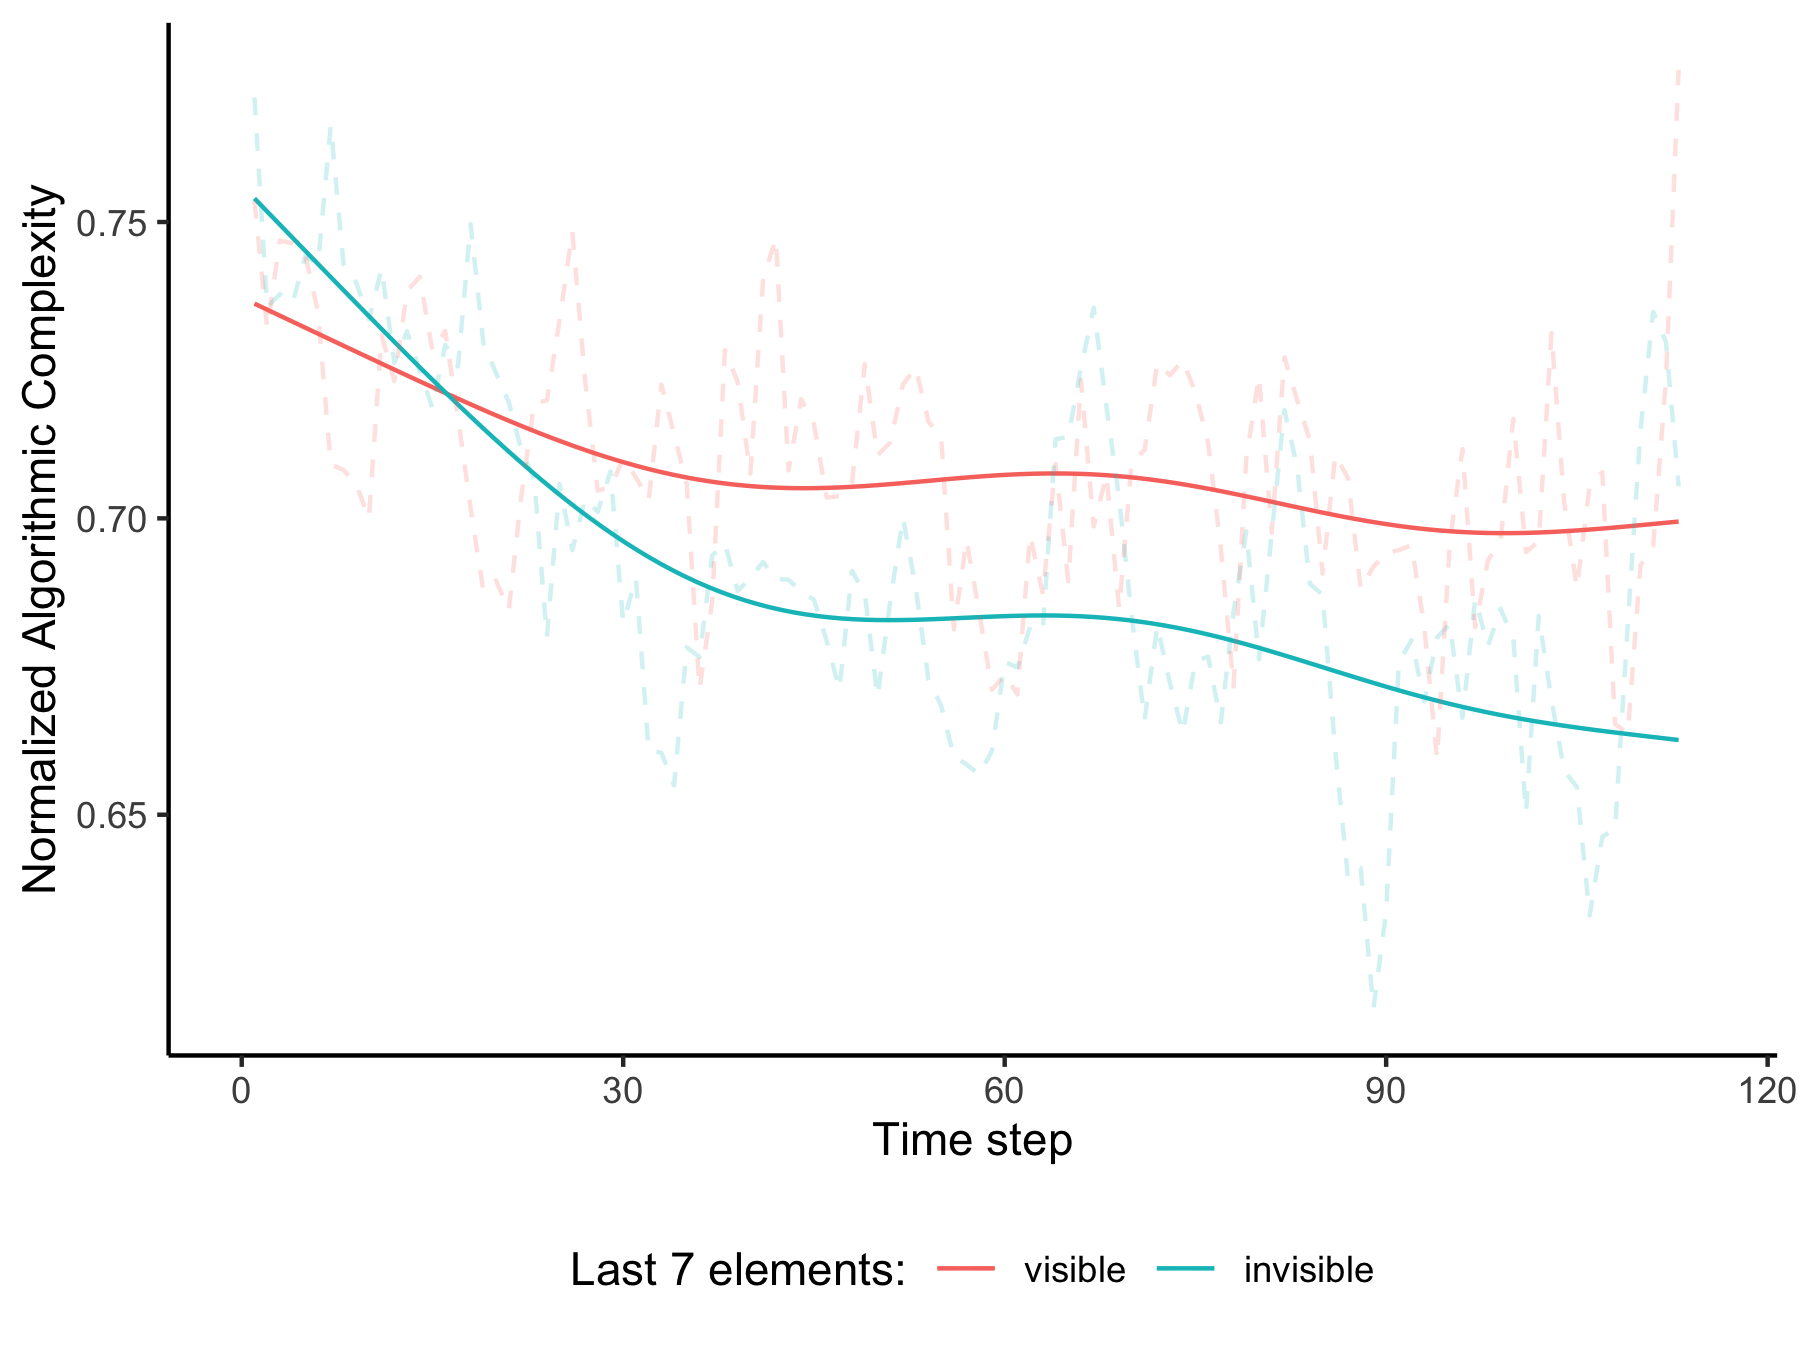 Normalized Algorithmic Complexity
0.75
0.70
0.65
0 30 60 90 120
Time step
Last 7 elements: visible invisible